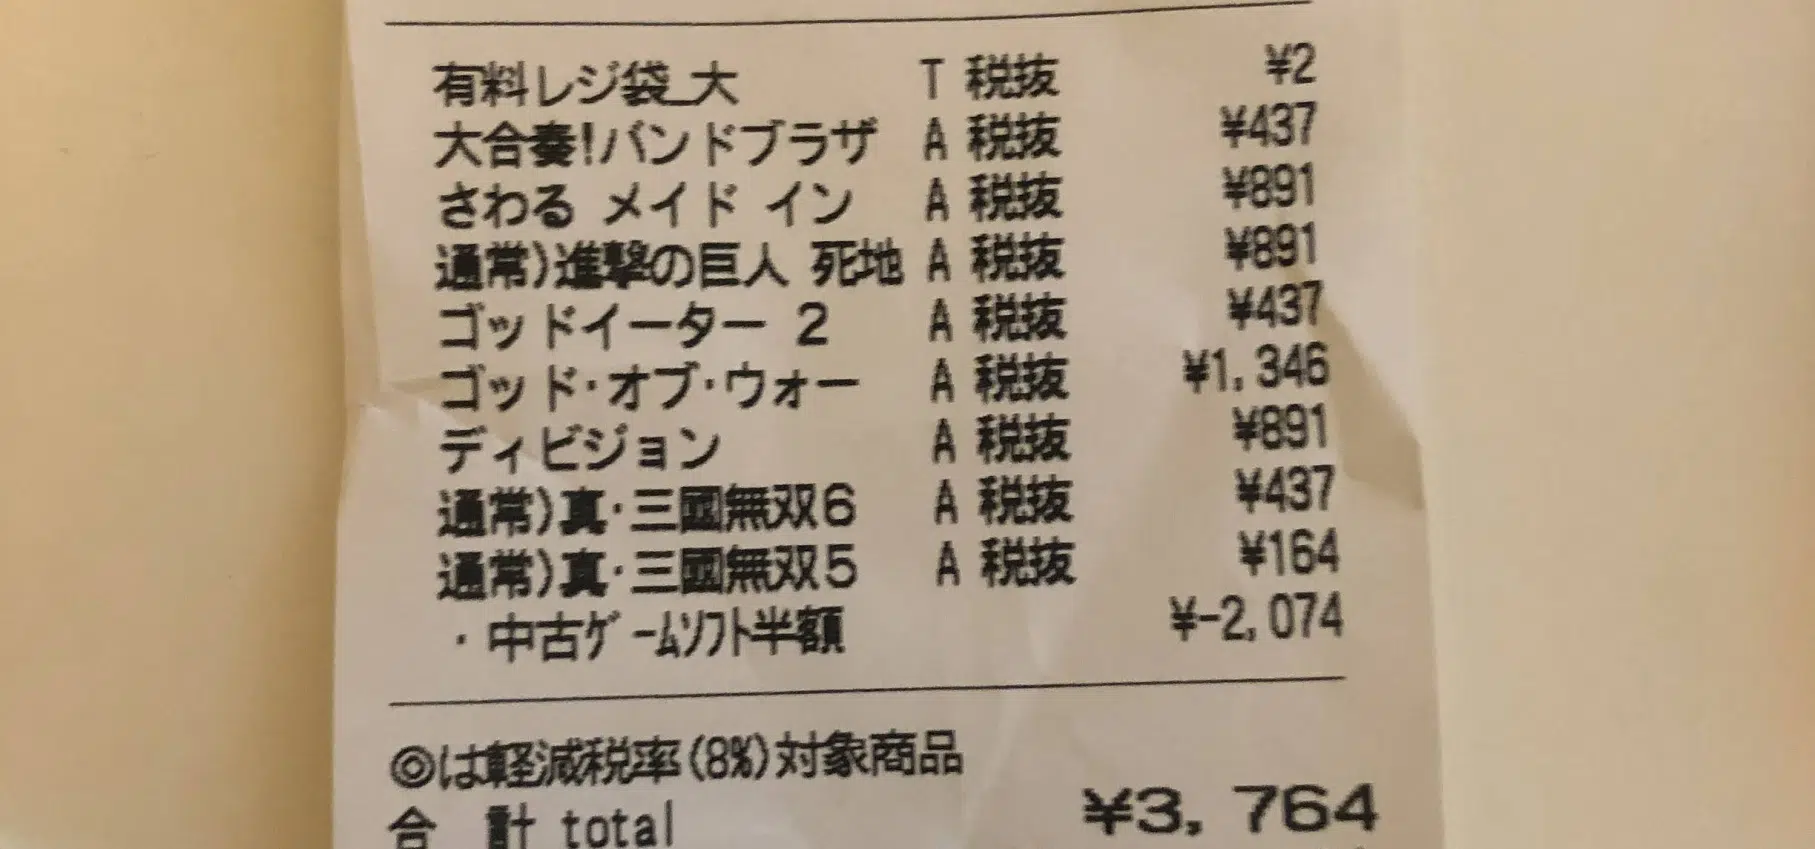 有料レジ袋_大 T 税抜 ¥2
大合奏!バンドブラザ A 税抜 ¥437
さわる メイド イン A 税抜 ¥891
通常)進撃の巨人 死地 A 税抜 ¥891
ゴッドイーター 2 A 税抜 ¥437
ゴッド・オブ・ウォー A 税抜 ¥1,346
ディビジョン A 税抜 ¥891
通常)真・三國無双6 A 税抜 ¥437
通常)真・三國無双5 A 税抜 ¥164
・中古ゲームソフト半額 ¥-2,074
◎は軽減税率(8%)対象商品
合 計 total ¥3,764